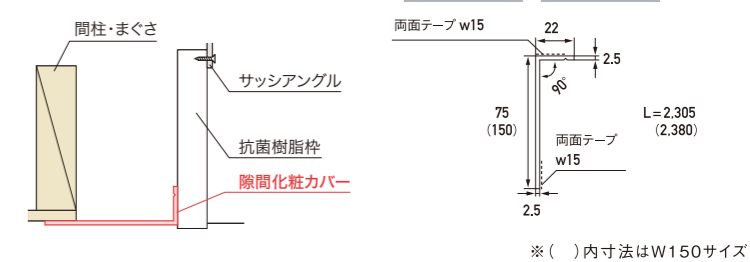 間柱・まぐさ
サッシアングル
抗菌樹脂枠
隙間化粧カバー
両面テープ w15
22
2.5
90°
75
(150)
L=2,305
(2,380)
両面テープ
w15
2.5
※(　)内寸法はW150サイズ